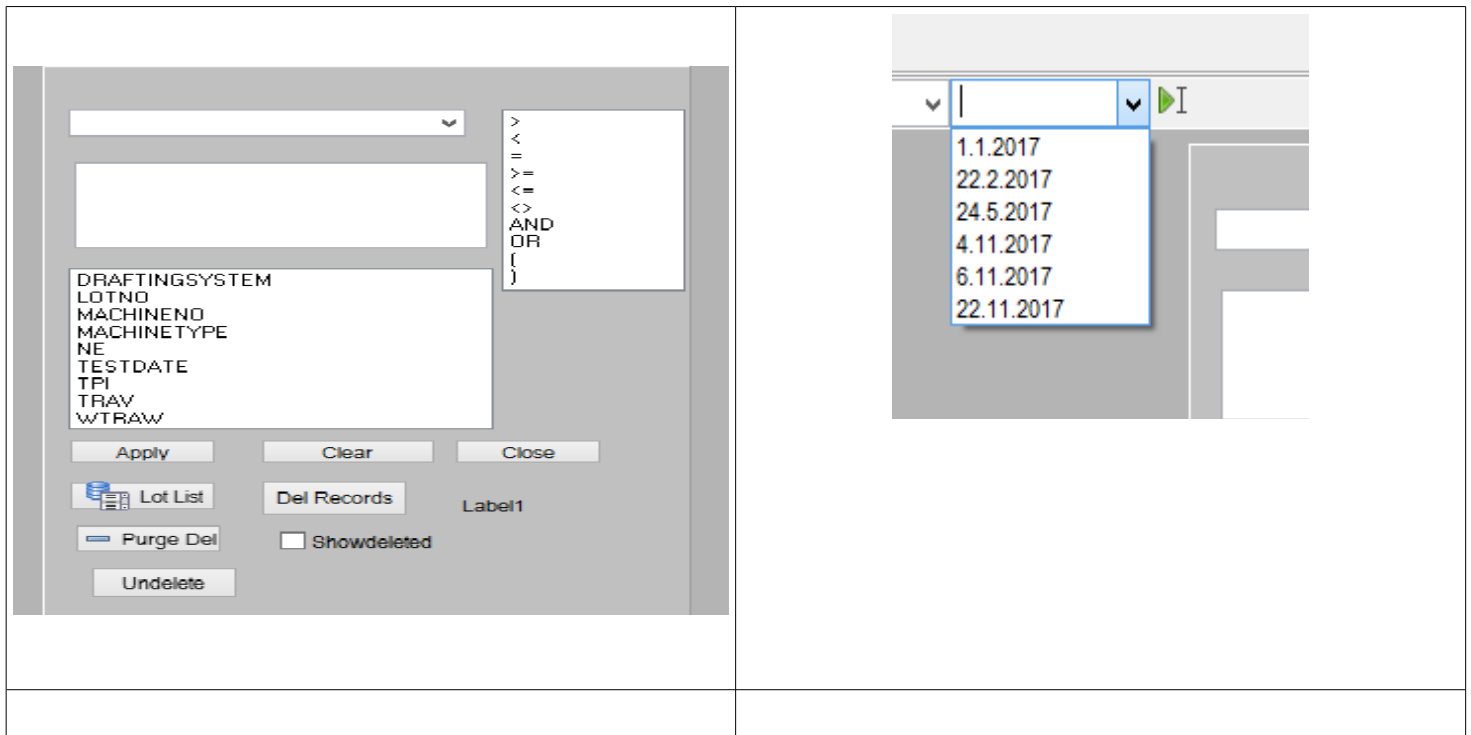 >
<
=
>=
<=
<>
AND
OR
(
)
DRAFTINGSYSTEM
LOTNO
MACHINENO
MACHINETYPE
NE
TESTDATE
TPI
TRAV
WTRAW
Apply Clear Close
Lot List Del Records Label1
Purge Del Showdeleted
Undelete
1.1.2017
22.2.2017
24.5.2017
4.11.2017
6.11.2017
22.11.2017